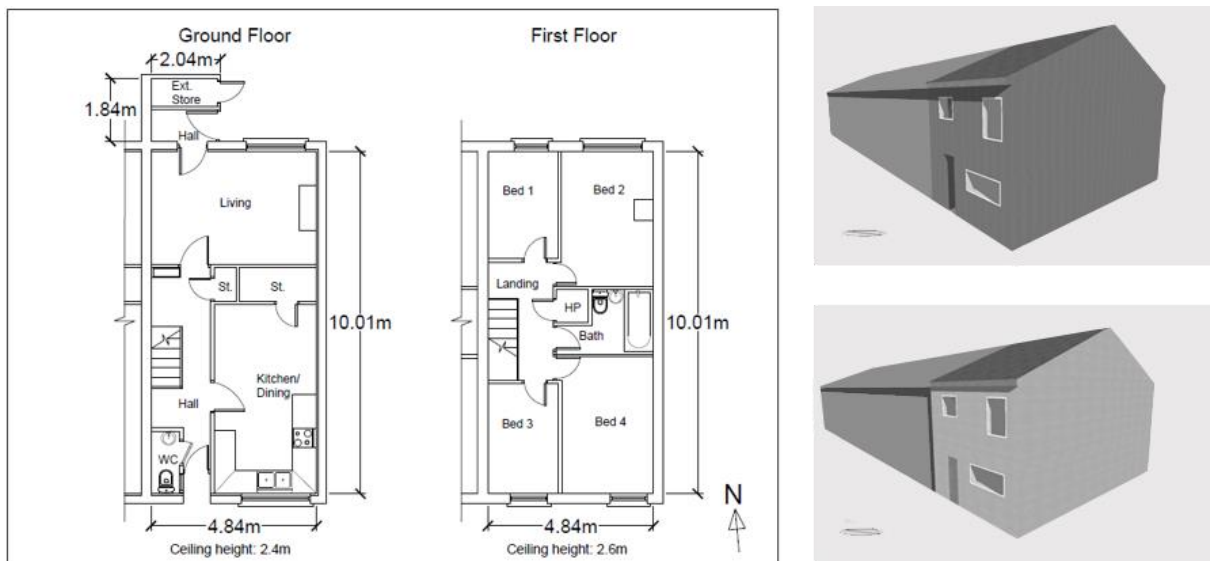 Ground Floor
First Floor
2.04m
Ext.
Store
1.84m
Hall
Living
St.
St.
10.01m
Kitchen/
Dining
Hall
WC
4.84m
Ceiling height: 2.4m
Bed 1
Bed 2
Landing
HP
Bath
10.01m
Bed 3
Bed 4
4.84m
Ceiling height: 2.6m
N